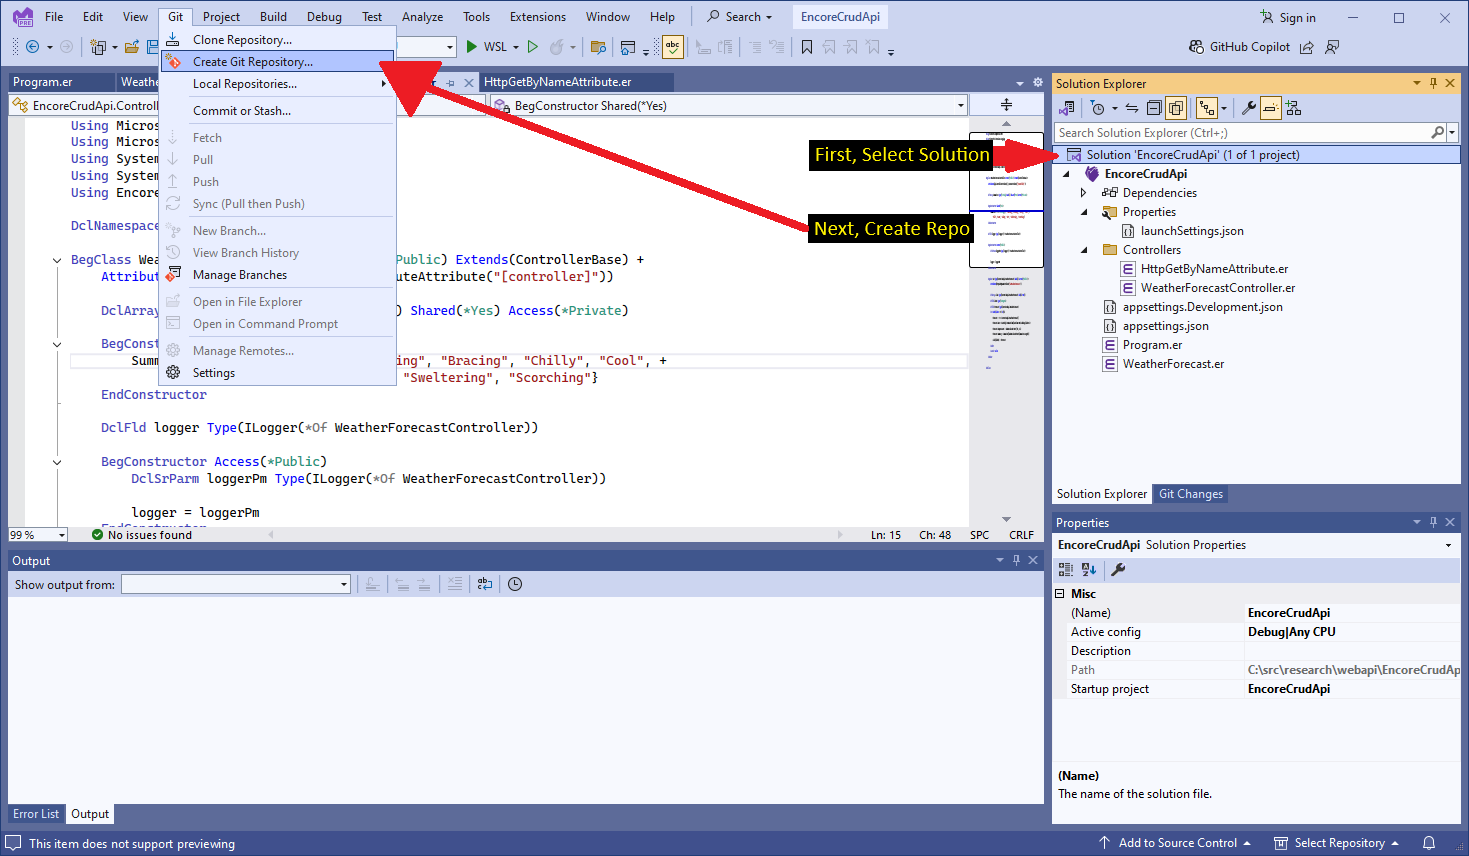 File Edit View Git Project Build Debug Test Analyze Tools Extensions Window Help Search EncoreCrudApi Sign in
PRE
WSL abc GitHub Copilot
Clone Repository...
Create Git Repository...
Local Repositories...
Commit or Stash...
Fetch
Pull
Push
Sync (Pull then Push)
New Branch...
View Branch History
Manage Branches
Open in File Explorer
Open in Command Prompt
Manage Remotes...
Settings
Program.er Weathe HttpGetByNameAttribute.er
EncoreCrudApi.Controll BegConstructor Shared(*Yes)
Using Micros
Using Micros
Using System
Using System
Using Encore
DclNamespace
BegClass Wea Public) Extends(ControllerBase) +
Attribut uteAttribute("[controller]"))
DclArray ) Shared(*Yes) Access(*Private)
BegCons
Summ ing", "Bracing", "Chilly", "Cool", +
"Sweltering", "Scorching"}
EndConstructor
DclFld logger Type(ILogger(*Of WeatherForecastController))
BegConstructor Access(*Public)
DclSrParm loggerPm Type(ILogger(*Of WeatherForecastController))
logger = loggerPm
EndConstructor
99 % No issues found Ln: 15 Ch: 48 SPC CRLF
First, Select Solution
Next, Create Repo
Output
Show output from:
Error List Output
Solution Explorer
Search Solution Explorer (Ctrl+;)
Solution 'EncoreCrudApi' (1 of 1 project)
EncoreCrudApi
Dependencies
Properties
launchSettings.json
Controllers
HttpGetByNameAttribute.er
WeatherForecastController.er
appsettings.Development.json
appsettings.json
Program.er
WeatherForecast.er
Solution Explorer Git Changes
Properties
EncoreCrudApi Solution Properties
Misc
(Name) EncoreCrudApi
Active config Debug|Any CPU
Description
Path C:\src\research\webapi\EncoreCrudAp
Startup project EncoreCrudApi
(Name)
The name of the solution file.
This item does not support previewing Add to Source Control Select Repository